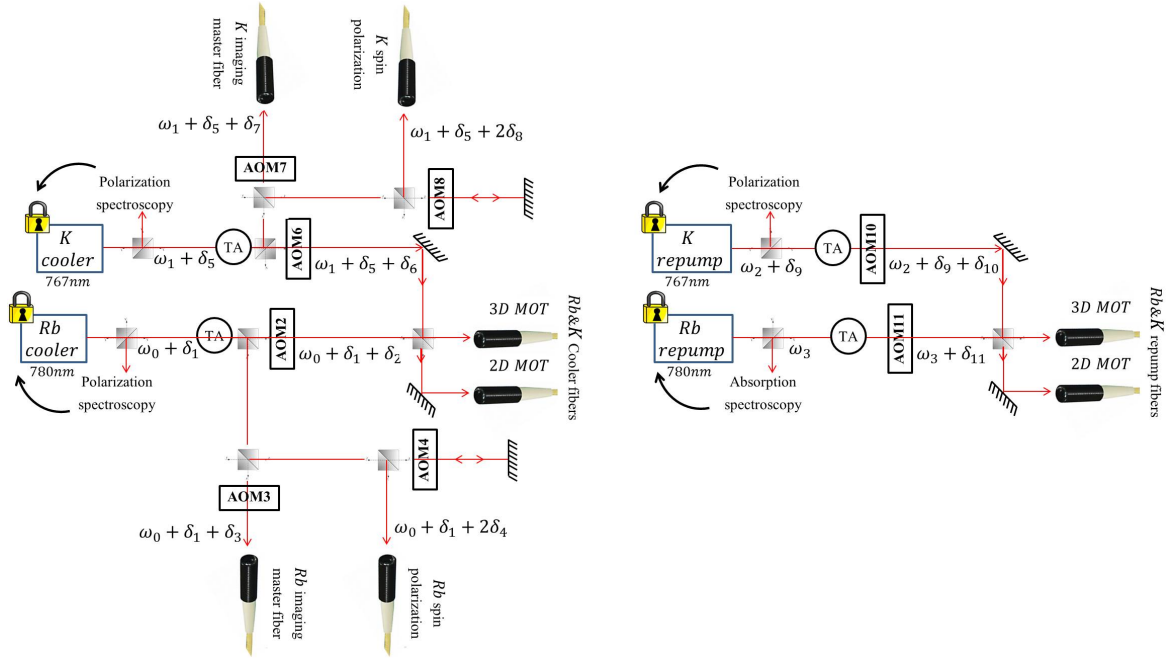 K imaging
master fiber
K spin
polarization
ω₁ + δ₅ + δ₇
ω₁ + δ₅ + 2δ₈
AOM7
AOM8
Polarization
spectroscopy
K
cooler
767nm
ω₁ + δ₅
TA
AOM6
ω₁ + δ₅ + δ₆
Rb
cooler
780nm
ω₀ + δ₁
TA
AOM2
ω₀ + δ₁ + δ₂
3D MOT
2D MOT
Rb&K Cooler fibers
Polarization
spectroscopy
AOM4
AOM3
ω₀ + δ₁ + δ₃
ω₀ + δ₁ + 2δ₄
Rb imaging
master fiber
Rb spin
polarization
Polarization
spectroscopy
K
repump
767nm
ω₂ + δ₉
TA
AOM10
ω₂ + δ₉ + δ₁₀
Rb
repump
780nm
ω₃
TA
AOM11
ω₃ + δ₁₁
3D MOT
2D MOT
Rb&K repump fibers
Absorption
spectroscopy